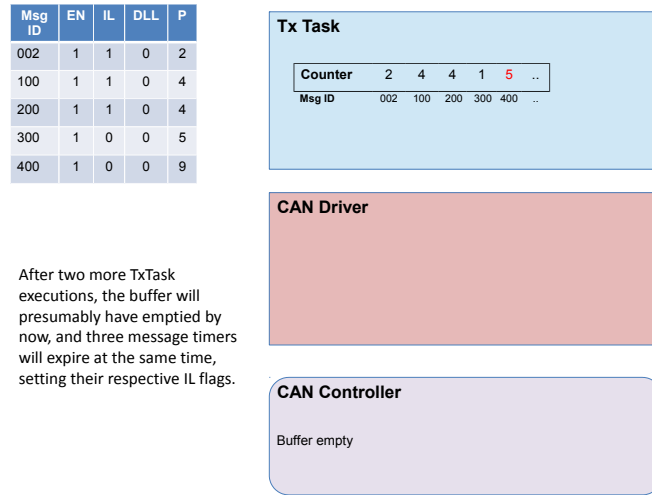 Msg ID EN IL DLL P
002 1 1 0 2
100 1 1 0 4
200 1 1 0 4
300 1 0 0 5
400 1 0 0 9
After two more TxTask
executions, the buffer will
presumably have emptied by
now, and three message timers
will expire at the same time,
setting their respective IL flags.
Tx Task
Counter 2 4 4 1 5 ..
Msg ID 002 100 200 300 400 ..
CAN Driver
CAN Controller
Buffer empty